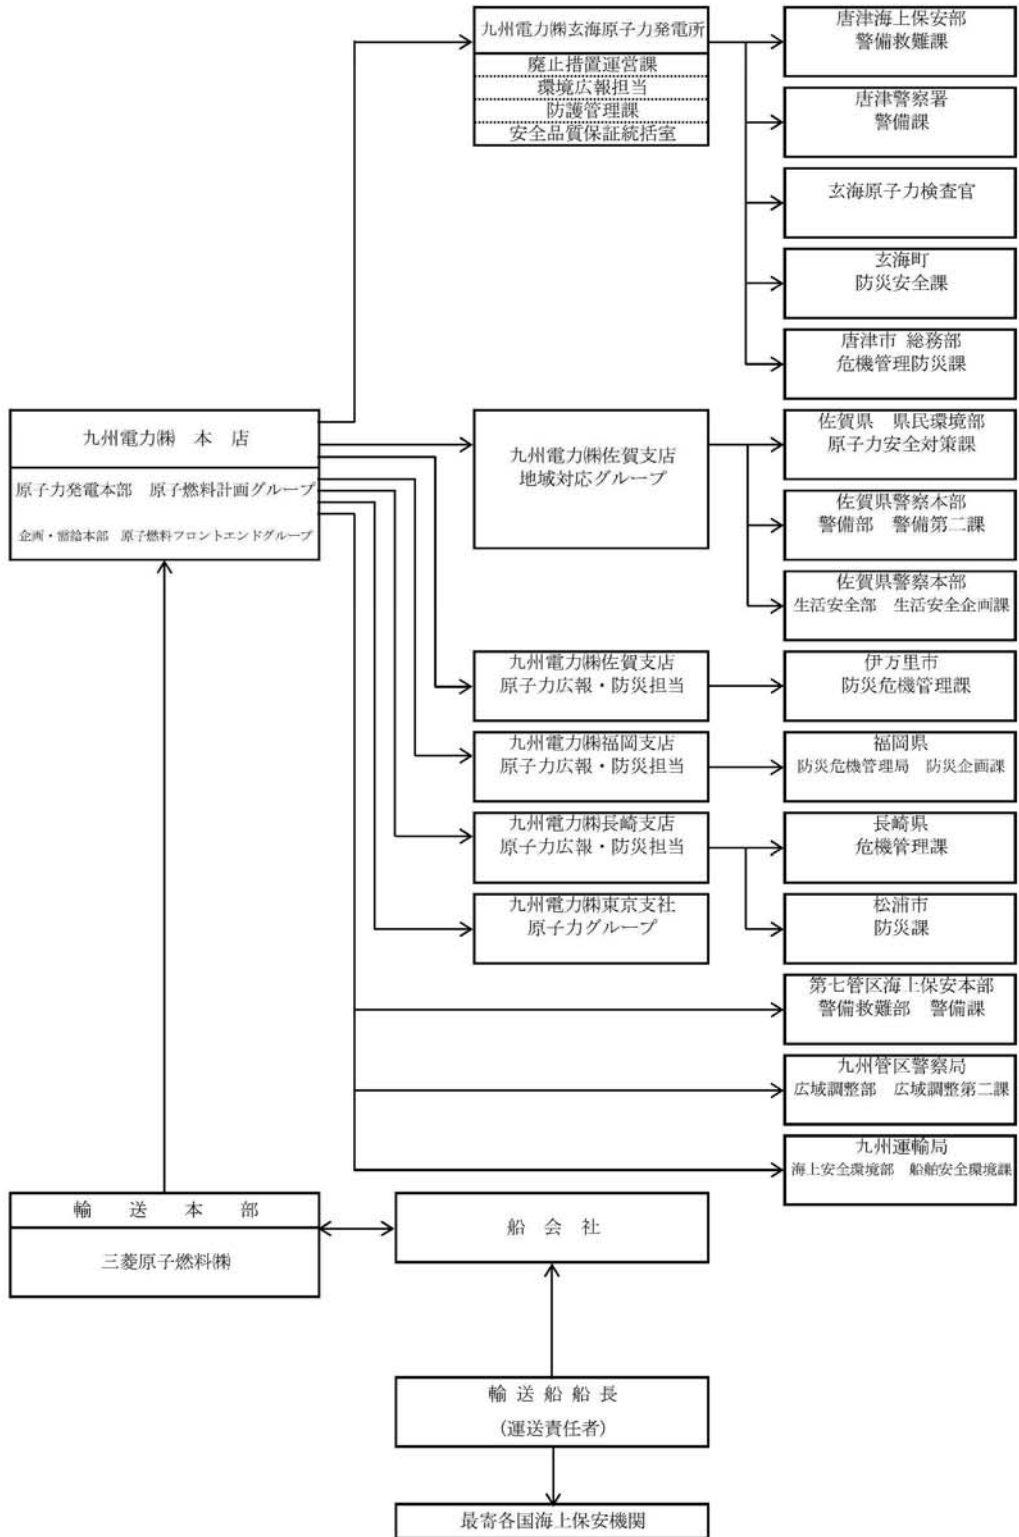 九州電力㈱玄海原子力発電所
廃止措置運営課
環境広報担当
防護管理課
安全品質保証統括室
唐津海上保安部
警備救難課
唐津警察署
警備課
玄海原子力検査官
玄海町
防災安全課
唐津市 総務部
危機管理防災課
九州電力㈱ 本 店
原子力発電本部 原子燃料計画グループ
企画・需給本部 原子燃料フロントエンドグループ
九州電力㈱佐賀支店
地域対応グループ
佐賀県 県民環境部
原子力安全対策課
佐賀県警察本部
警備部 警備第二課
佐賀県警察本部
生活安全部 生活安全企画課
九州電力㈱佐賀支店
原子力広報・防災担当
伊万里市
防災危機管理課
九州電力㈱福岡支店
原子力広報・防災担当
福岡県
防災危機管理局 防災企画課
九州電力㈱長崎支店
原子力広報・防災担当
長崎県
危機管理課
九州電力㈱東京支社
原子力グループ
松浦市
防災課
第七管区海上保安本部
警備救難部 警備課
九州管区警察局
広域調整部 広域調整第二課
九州運輸局
海上安全環境部 船舶安全環境課
輸 送 本 部
三菱原子燃料㈱
船 会 社
輸 送 船 船 長
(運送責任者)
最寄各国海上保安機関